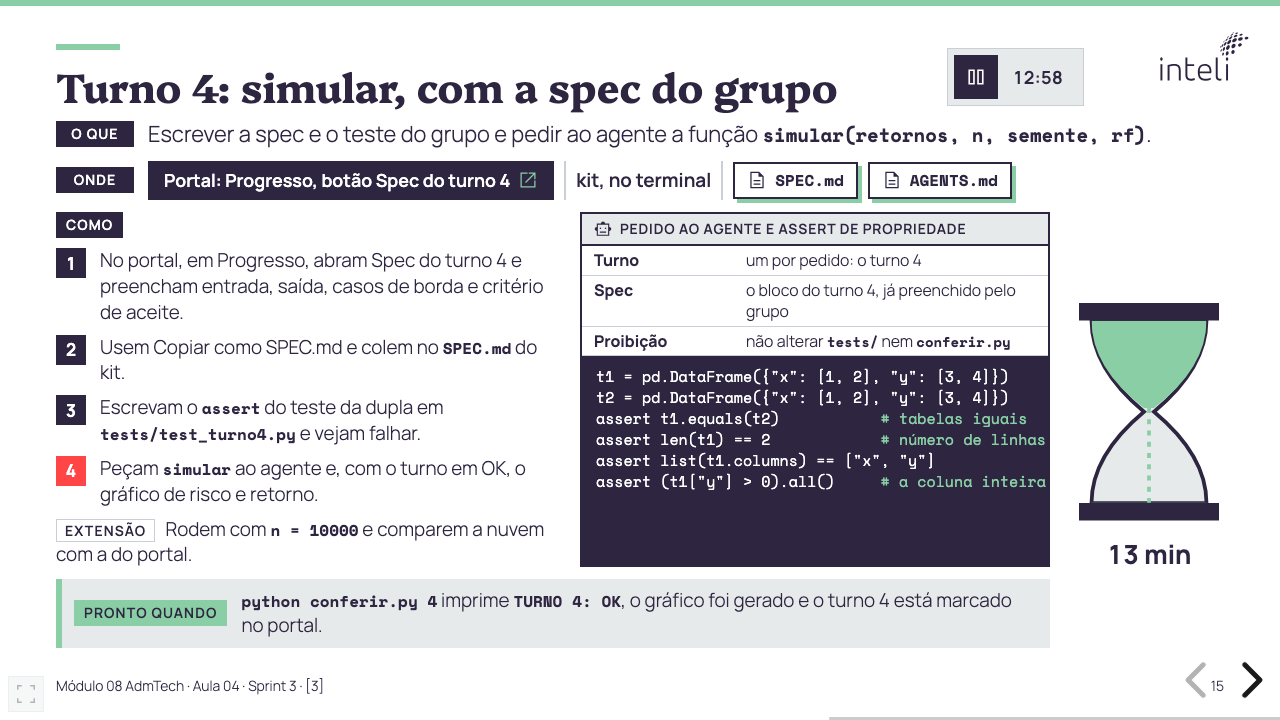 Turno 4: simular, com a spec do grupo
12:58
inteli
O QUE
Escrever a spec e o teste do grupo e pedir ao agente a função simular(retornos, n, semente, rf).
ONDE
Portal: Progresso, botão Spec do turno 4
kit, no terminal
SPEC.md
AGENTS.md
COMO
1
No portal, em Progresso, abram Spec do turno 4 e
preencham entrada, saída, casos de borda e critério
de aceite.
2
Usem Copiar como SPEC.md e colem no SPEC.md do
kit.
3
Escrevam o assert do teste da dupla em
tests/test_turno4.py e vejam falhar.
4
Peçam simular ao agente e, com o turno em OK, o
gráfico de risco e retorno.
EXTENSÃO Rodem com n = 10000 e comparem a nuvem
com a do portal.
PEDIDO AO AGENTE E ASSERT DE PROPRIEDADE
Turno um por pedido: o turno 4
Spec o bloco do turno 4, já preenchido pelo
grupo
Proibição não alterar tests/ nem conferir.py
t1 = pd.DataFrame({"x": [1, 2], "y": [3, 4]})
t2 = pd.DataFrame({"x": [1, 2], "y": [3, 4]})
assert t1.equals(t2) # tabelas iguais
assert len(t1) == 2 # número de linhas
assert list(t1.columns) == ["x", "y"]
assert (t1["y"] > 0).all() # a coluna inteira
13 min
PRONTO QUANDO
python conferir.py 4 imprime TURNO 4: OK, o gráfico foi gerado e o turno 4 está marcado
no portal.
Módulo 08 AdmTech · Aula 04 · Sprint 3 · [3]
15